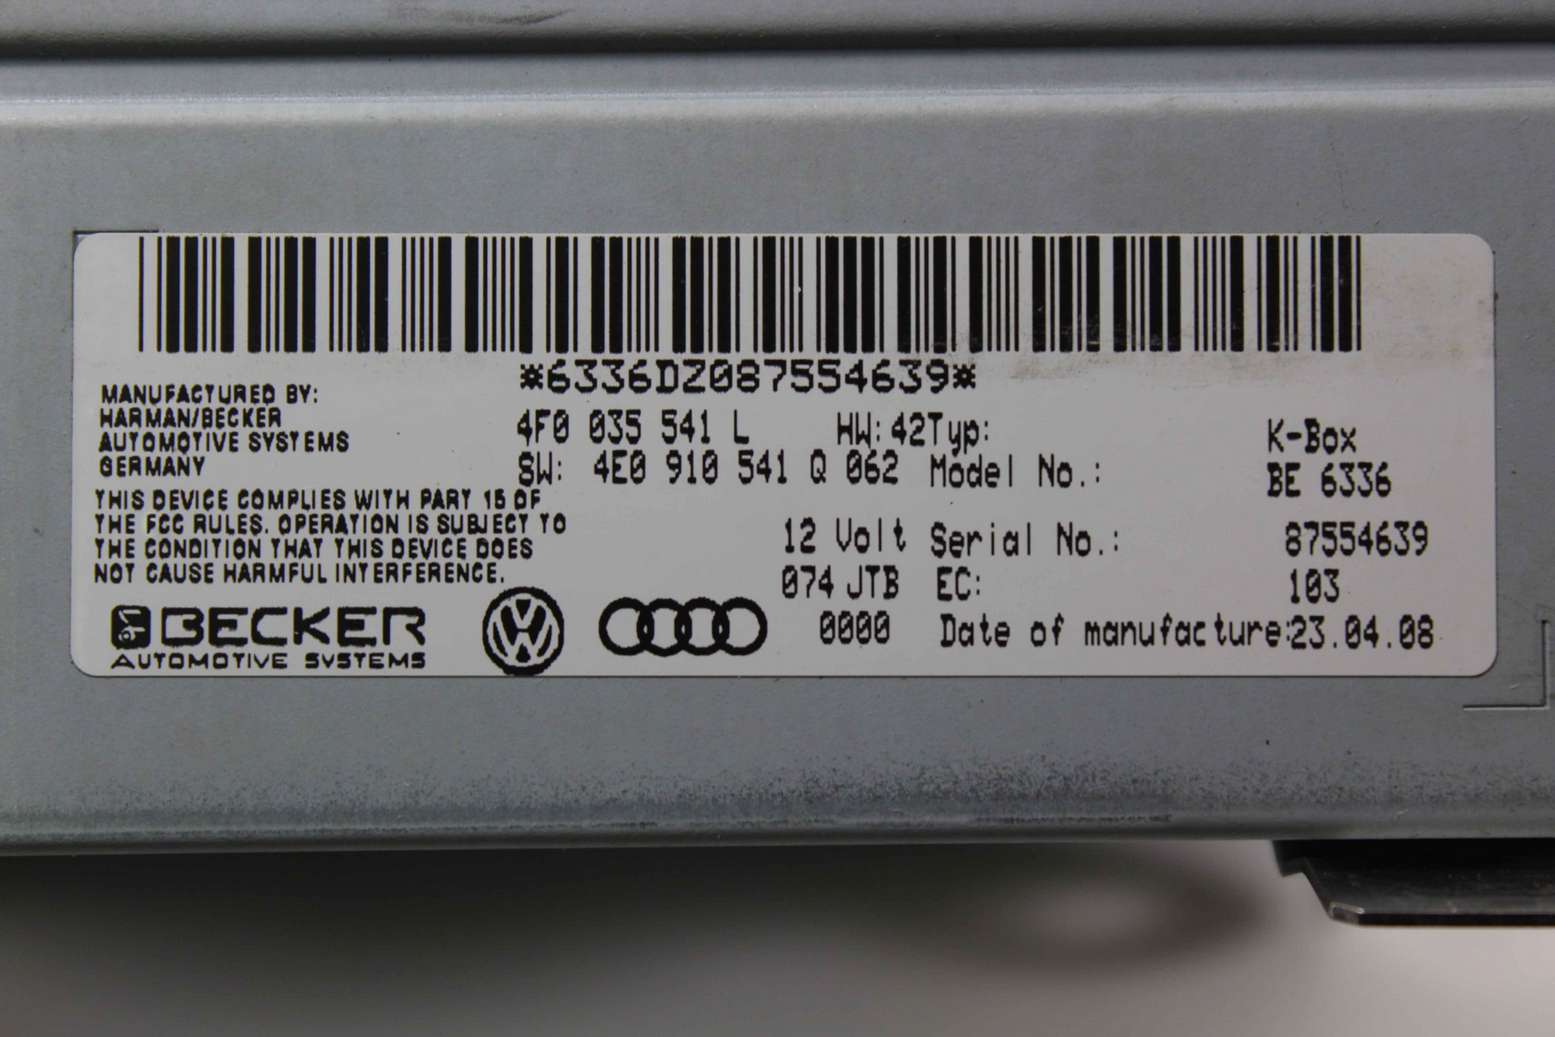 *6336DZ087554639*
MANUFACTURED BY:
HARMAN/BECKER
AUTOMOTIVE SYSTEMS
GERMANY
THIS DEVICE COMPLIES WITH PART 15 OF
THE FCC RULES. OPERATION IS SUBJECT TO
THE CONDITION THAT THIS DEVICE DOES
NOT CAUSE HARMFUL INTERFERENCE.
BECKER
AUTOMOTIVE SYSTEMS
4F0 035 541 L HW: 42 Typ: K-Box
SW: 4E0 910 541 Q 062 Model No.: BE 6336
12 Volt Serial No.: 87554639
074 JTB EC: 103
0000 Date of manufacture: 23.04.08